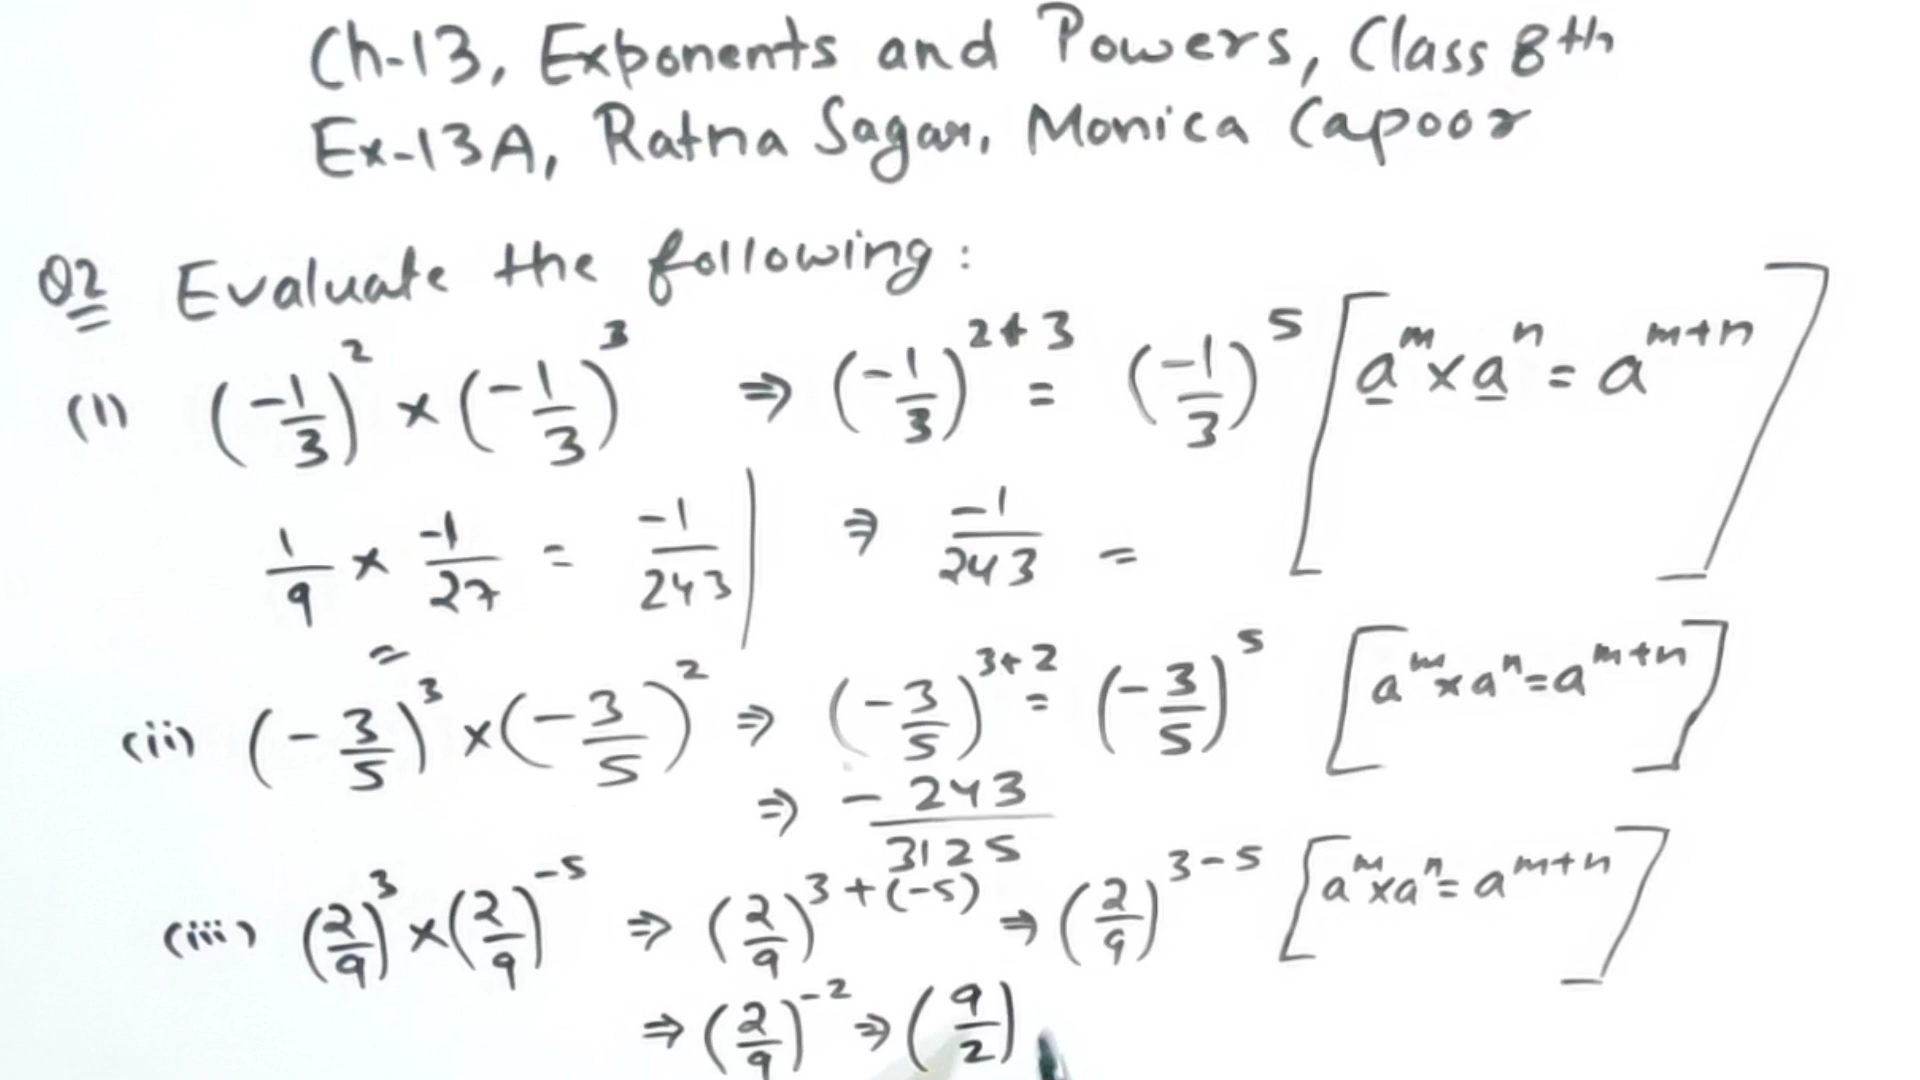 Ch-13, Exponents and Powers, Class 8th
Ex-13A, Ratna Sagar, Monica Capoor
Q2 Evaluate the following:
(i) (-1/3)^2 × (-1/3)^3 ⇒ (-1/3)^2+3 = (-1/3)^5 [a^m × a^n = a^m+n]
1/9 × -1/27 = -1/243 | ⇒ -1/243 =
=
(ii) (-3/5)^3 × (-3/5)^2 ⇒ (-3/5)^3+2 = (-3/5)^5 [a^m × a^n = a^m+n]
⇒ -243/3125
(iii) (2/9)^3 × (2/9)^-5 ⇒ (2/9)^3+(-5) ⇒ (2/9)^3-5 [a^m × a^n = a^m+n]
⇒ (2/9)^-2 ⇒ (9/2)